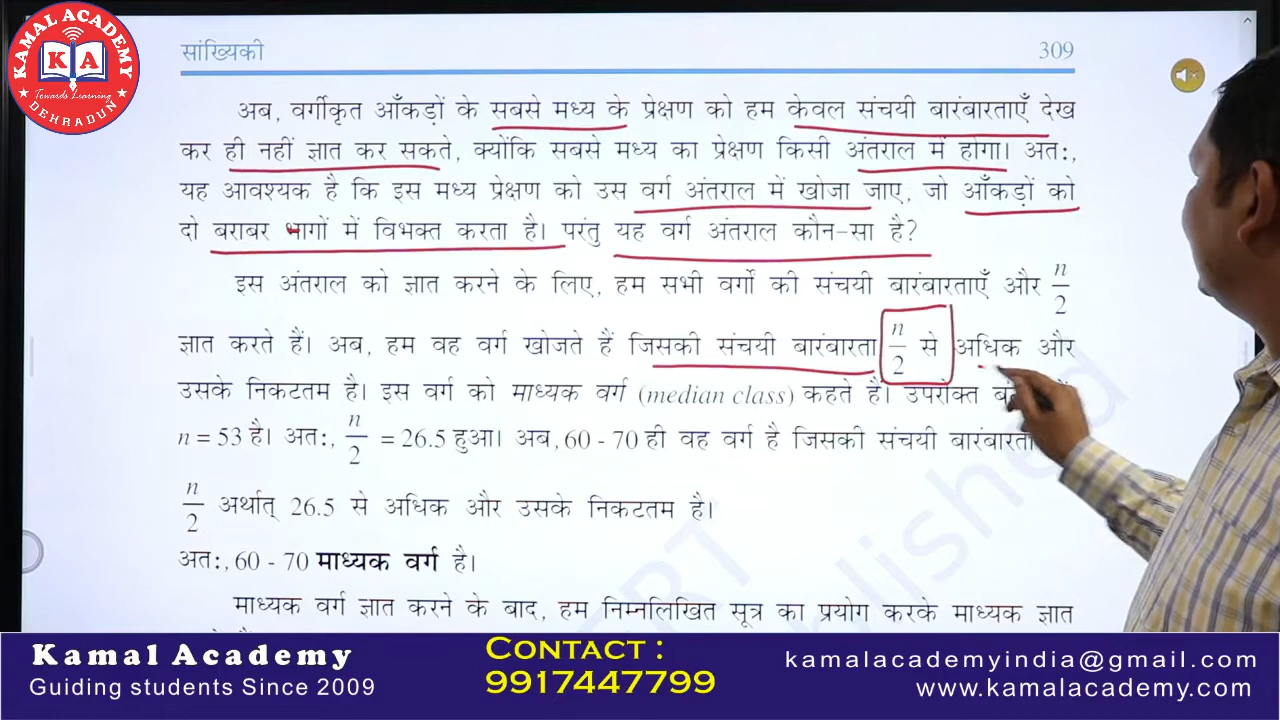 KAMAL ACADEMY
KA
Towards Learning
DEHRADUN
सांख्यिकी 309
अब, वर्गीकृत आँकड़ों के सबसे मध्य के प्रेक्षण को हम केवल संचयी बारंबारताएँ देख
कर ही नहीं ज्ञात कर सकते, क्योंकि सबसे मध्य का प्रेक्षण किसी अंतराल में होगा। अत:,
यह आवश्यक है कि इस मध्य प्रेक्षण को उस वर्ग अंतराल में खोजा जाए, जो आँकड़ों को
दो बराबर भागों में विभक्त करता है। परंतु यह वर्ग अंतराल कौन-सा है?
इस अंतराल को ज्ञात करने के लिए, हम सभी वर्गों की संचयी बारंबारताएँ और n/2
ज्ञात करते हैं। अब, हम वह वर्ग खोजते हैं जिसकी संचयी बारंबारता n/2 से अधिक और
उसके निकटतम है। इस वर्ग को माध्यक वर्ग (median class) कहते हैं। उपरोक्त
n = 53 है। अत:, n/2 = 26.5 हुआ। अब, 60 - 70 ही वह वर्ग है जिसकी संचयी बारंबारता
n/2 अर्थात् 26.5 से अधिक और उसके निकटतम है।
अत:, 60 - 70 माध्यक वर्ग है।
माध्यक वर्ग ज्ञात करने के बाद, हम निम्नलिखित सूत्र का प्रयोग करके माध्यक ज्ञात
Kamal Academy
Guiding students Since 2009
CONTACT :
9917447799
kamalacademyindia@gmail.com
www.kamalacademy.com